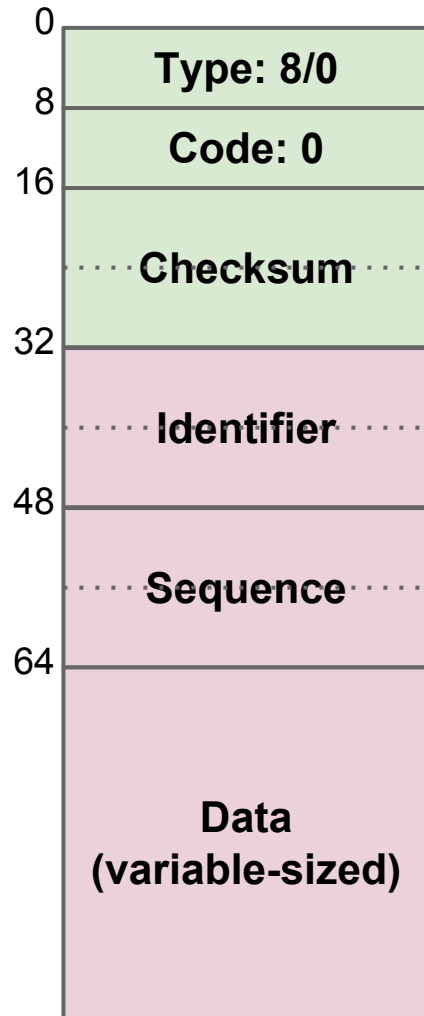 0
Type: 8/0
8
Code: 0
16
Checksum
32
Identifier
48
Sequence
64
Data
(variable-sized)